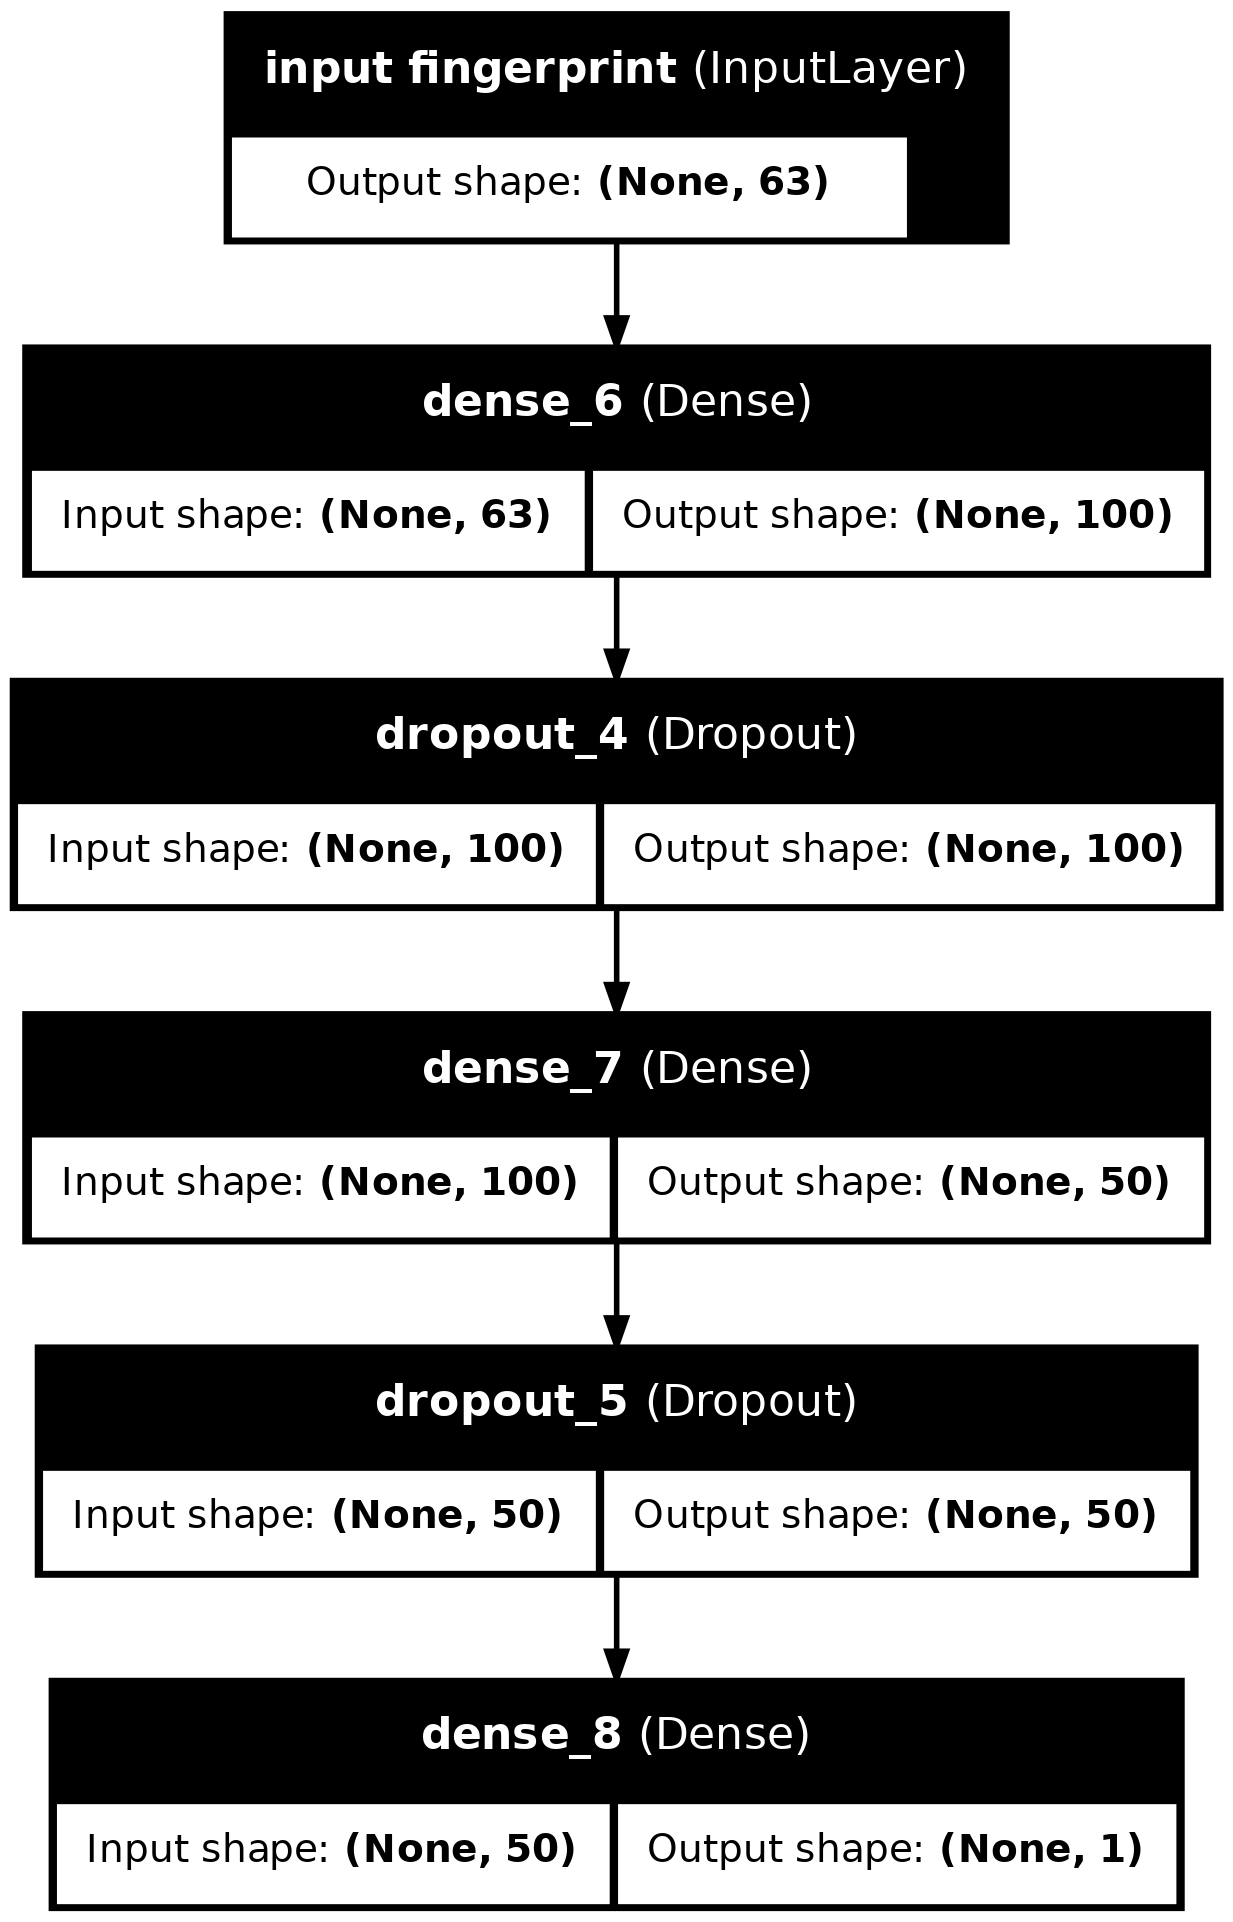 input fingerprint (InputLayer)
Output shape: (None, 63)
dense_6 (Dense)
Input shape: (None, 63) Output shape: (None, 100)
dropout_4 (Dropout)
Input shape: (None, 100) Output shape: (None, 100)
dense_7 (Dense)
Input shape: (None, 100) Output shape: (None, 50)
dropout_5 (Dropout)
Input shape: (None, 50) Output shape: (None, 50)
dense_8 (Dense)
Input shape: (None, 50) Output shape: (None, 1)